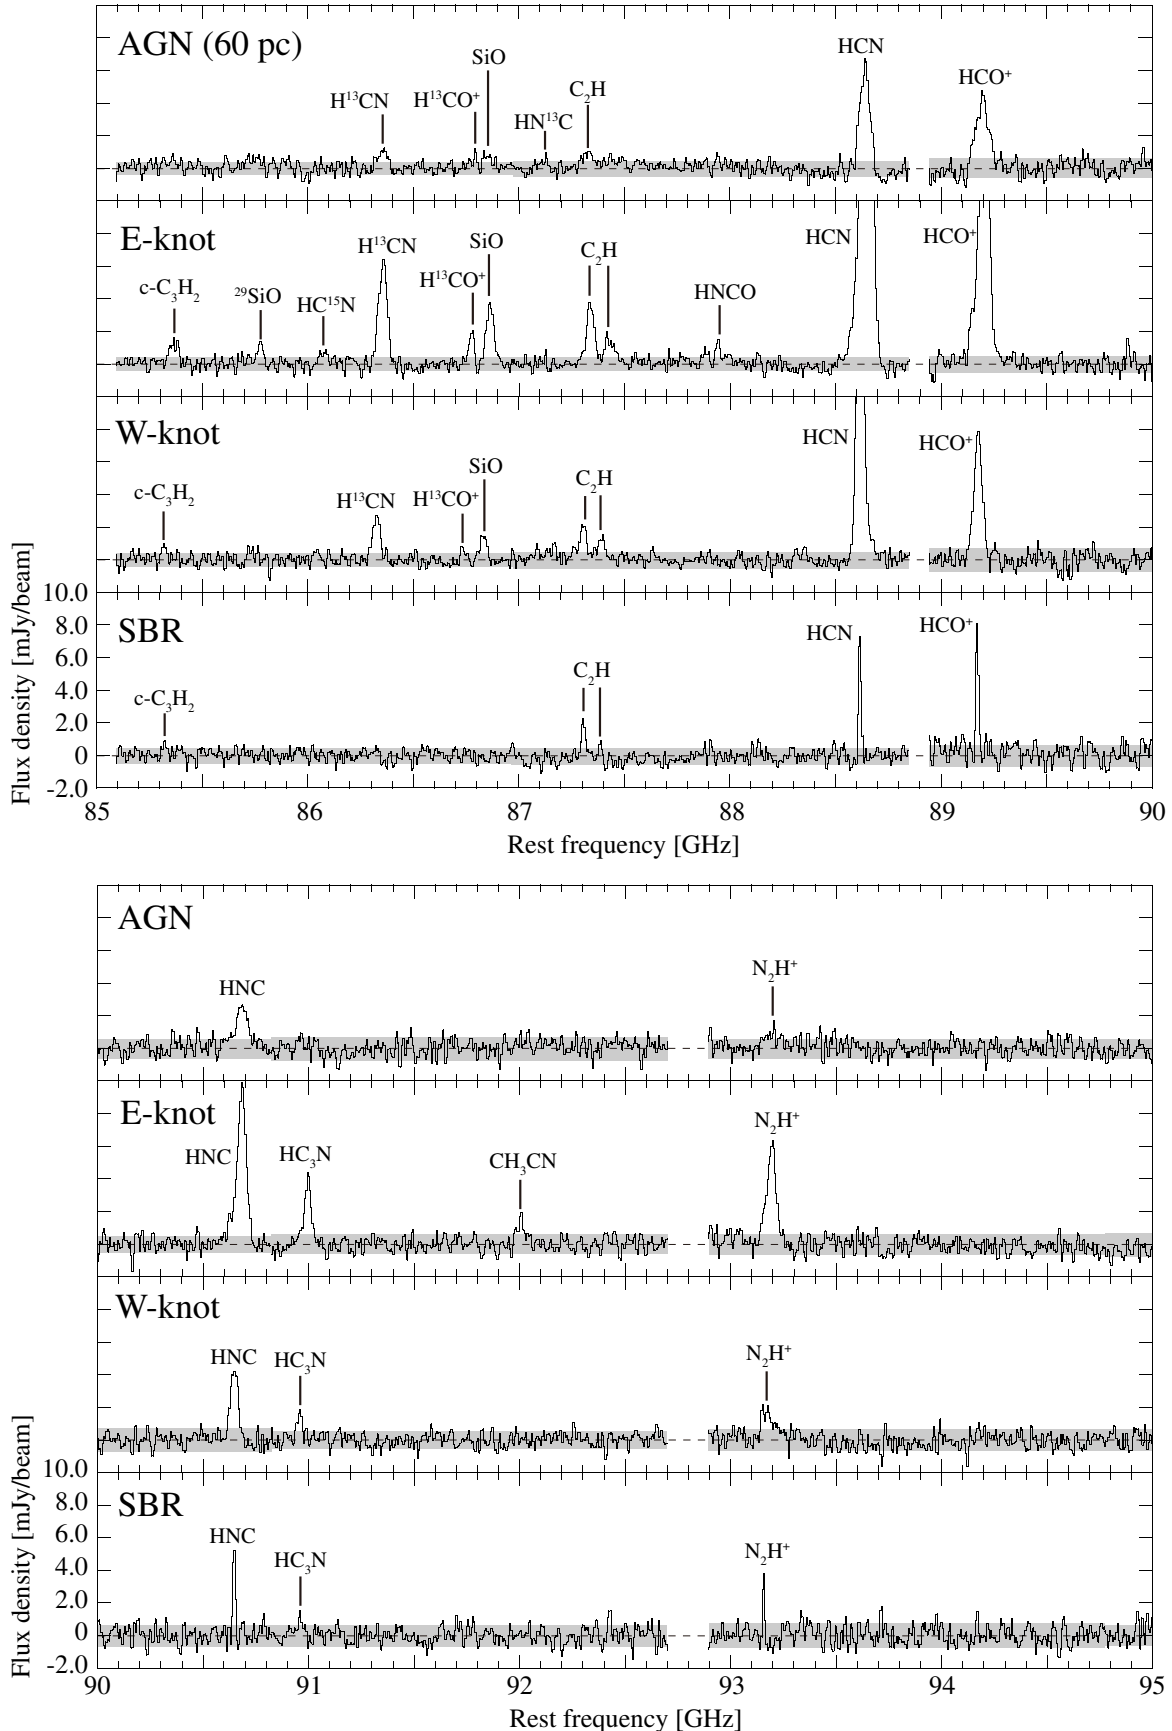 AGN (60 pc)
H¹³CN
H¹³CO⁺
SiO
HN¹³C
C₂H
HCN
HCO⁺
E-knot
c-C₃H₂
²⁹SiO
HC¹⁵N
H¹³CN
H¹³CO⁺
SiO
C₂H
HNCO
HCN
HCO⁺
W-knot
c-C₃H₂
H¹³CN
H¹³CO⁺
SiO
C₂H
HCN
HCO⁺
SBR
c-C₃H₂
C₂H
HCN
HCO⁺
10.0
8.0
6.0
4.0
2.0
0
-2.0
Flux density [mJy/beam]
85 86 87 88 89 90
Rest frequency [GHz]
AGN
HNC
N₂H⁺
E-knot
HNC
HC₃N
CH₃CN
N₂H⁺
W-knot
HNC
HC₃N
N₂H⁺
SBR
HNC
HC₃N
N₂H⁺
10.0
8.0
6.0
4.0
2.0
0
-2.0
Flux density [mJy/beam]
90 91 92 93 94 95
Rest frequency [GHz]